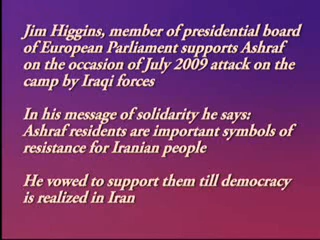 Jim Higgins, member of presidential board
of European Parliament supports Ashraf
on the occasion of July 2009 attack on the
camp by Iraqi forces
In his message of solidarity he says:
Ashraf residents are important symbols of
resistance for Iranian people
He vowed to support them till democracy
is realized in Iran